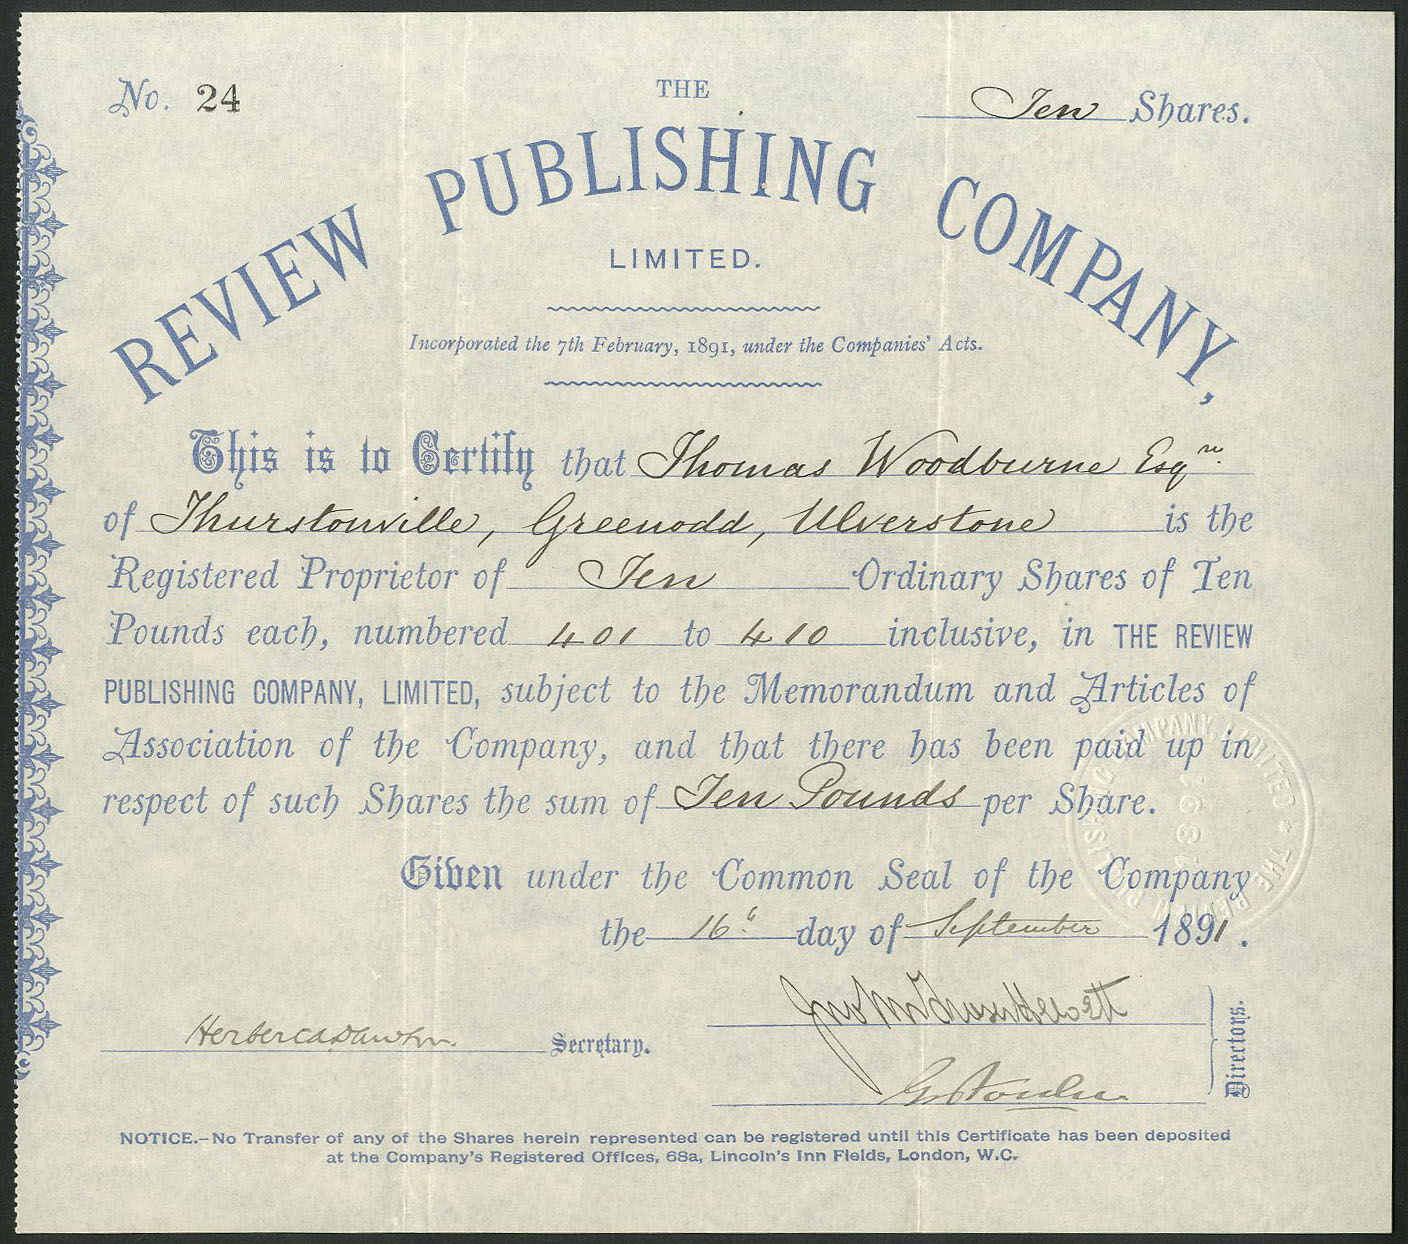 No. 24
THE
Ten Shares.
REVIEW PUBLISHING COMPANY,
LIMITED.
Incorporated the 7th February, 1891, under the Companies' Acts.
This is to Certify that Thomas Woodburne Esqre.
of Thurstonville, Greenodd, Ulverstone is the
Registered Proprietor of Ten Ordinary Shares of Ten
Pounds each, numbered 401 to 410 inclusive, in THE REVIEW
PUBLISHING COMPANY, LIMITED, subject to the Memorandum and Articles of
Association of the Company, and that there has been paid up in
respect of such Shares the sum of Ten Pounds per Share.
Given under the Common Seal of the Company
the 16" day of September 1891.
Secretary.
Directors.
NOTICE.—No Transfer of any of the Shares herein represented can be registered until this Certificate has been deposited
at the Company's Registered Offices, 68a, Lincoln's Inn Fields, London, W.C.